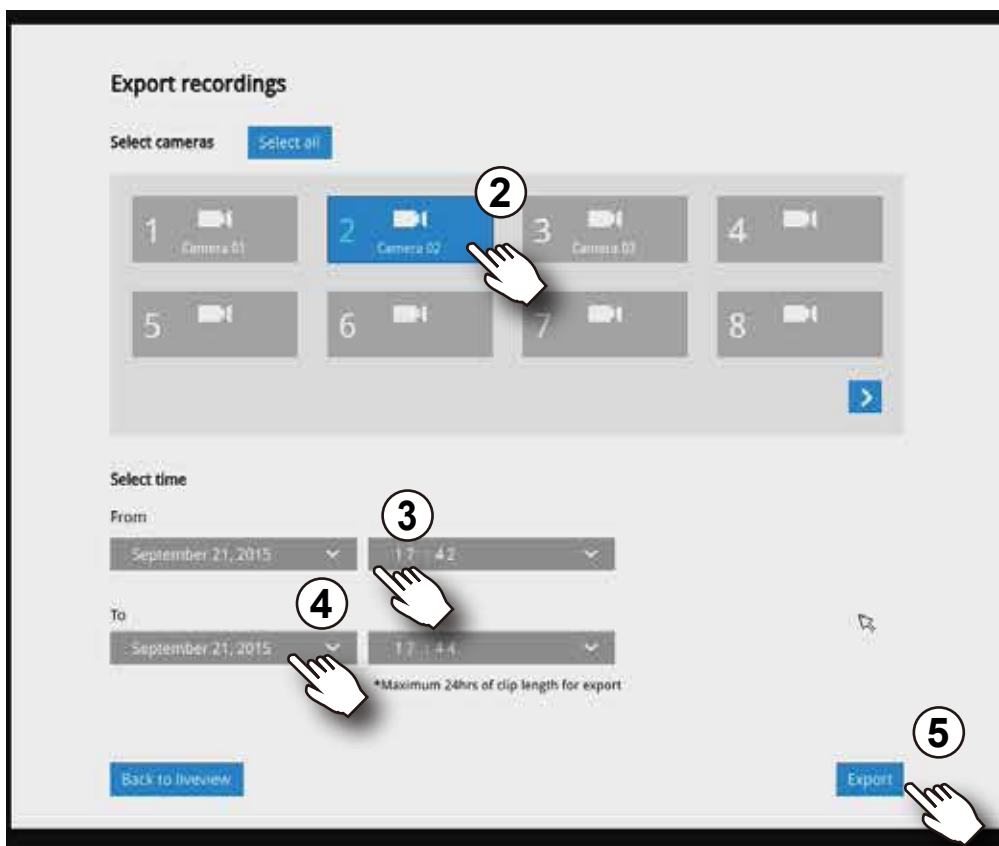 Export recordings
Select cameras Select all
2
1 2 3 4
Camera 01 Camera 02 Camera 03
5 6 7 8
Select time
3
From
September 21, 2015 17 : 42
4
To
September 21, 2015 17 : 44
*Maximum 24hrs of clip length for export
5
Back to liveview Export